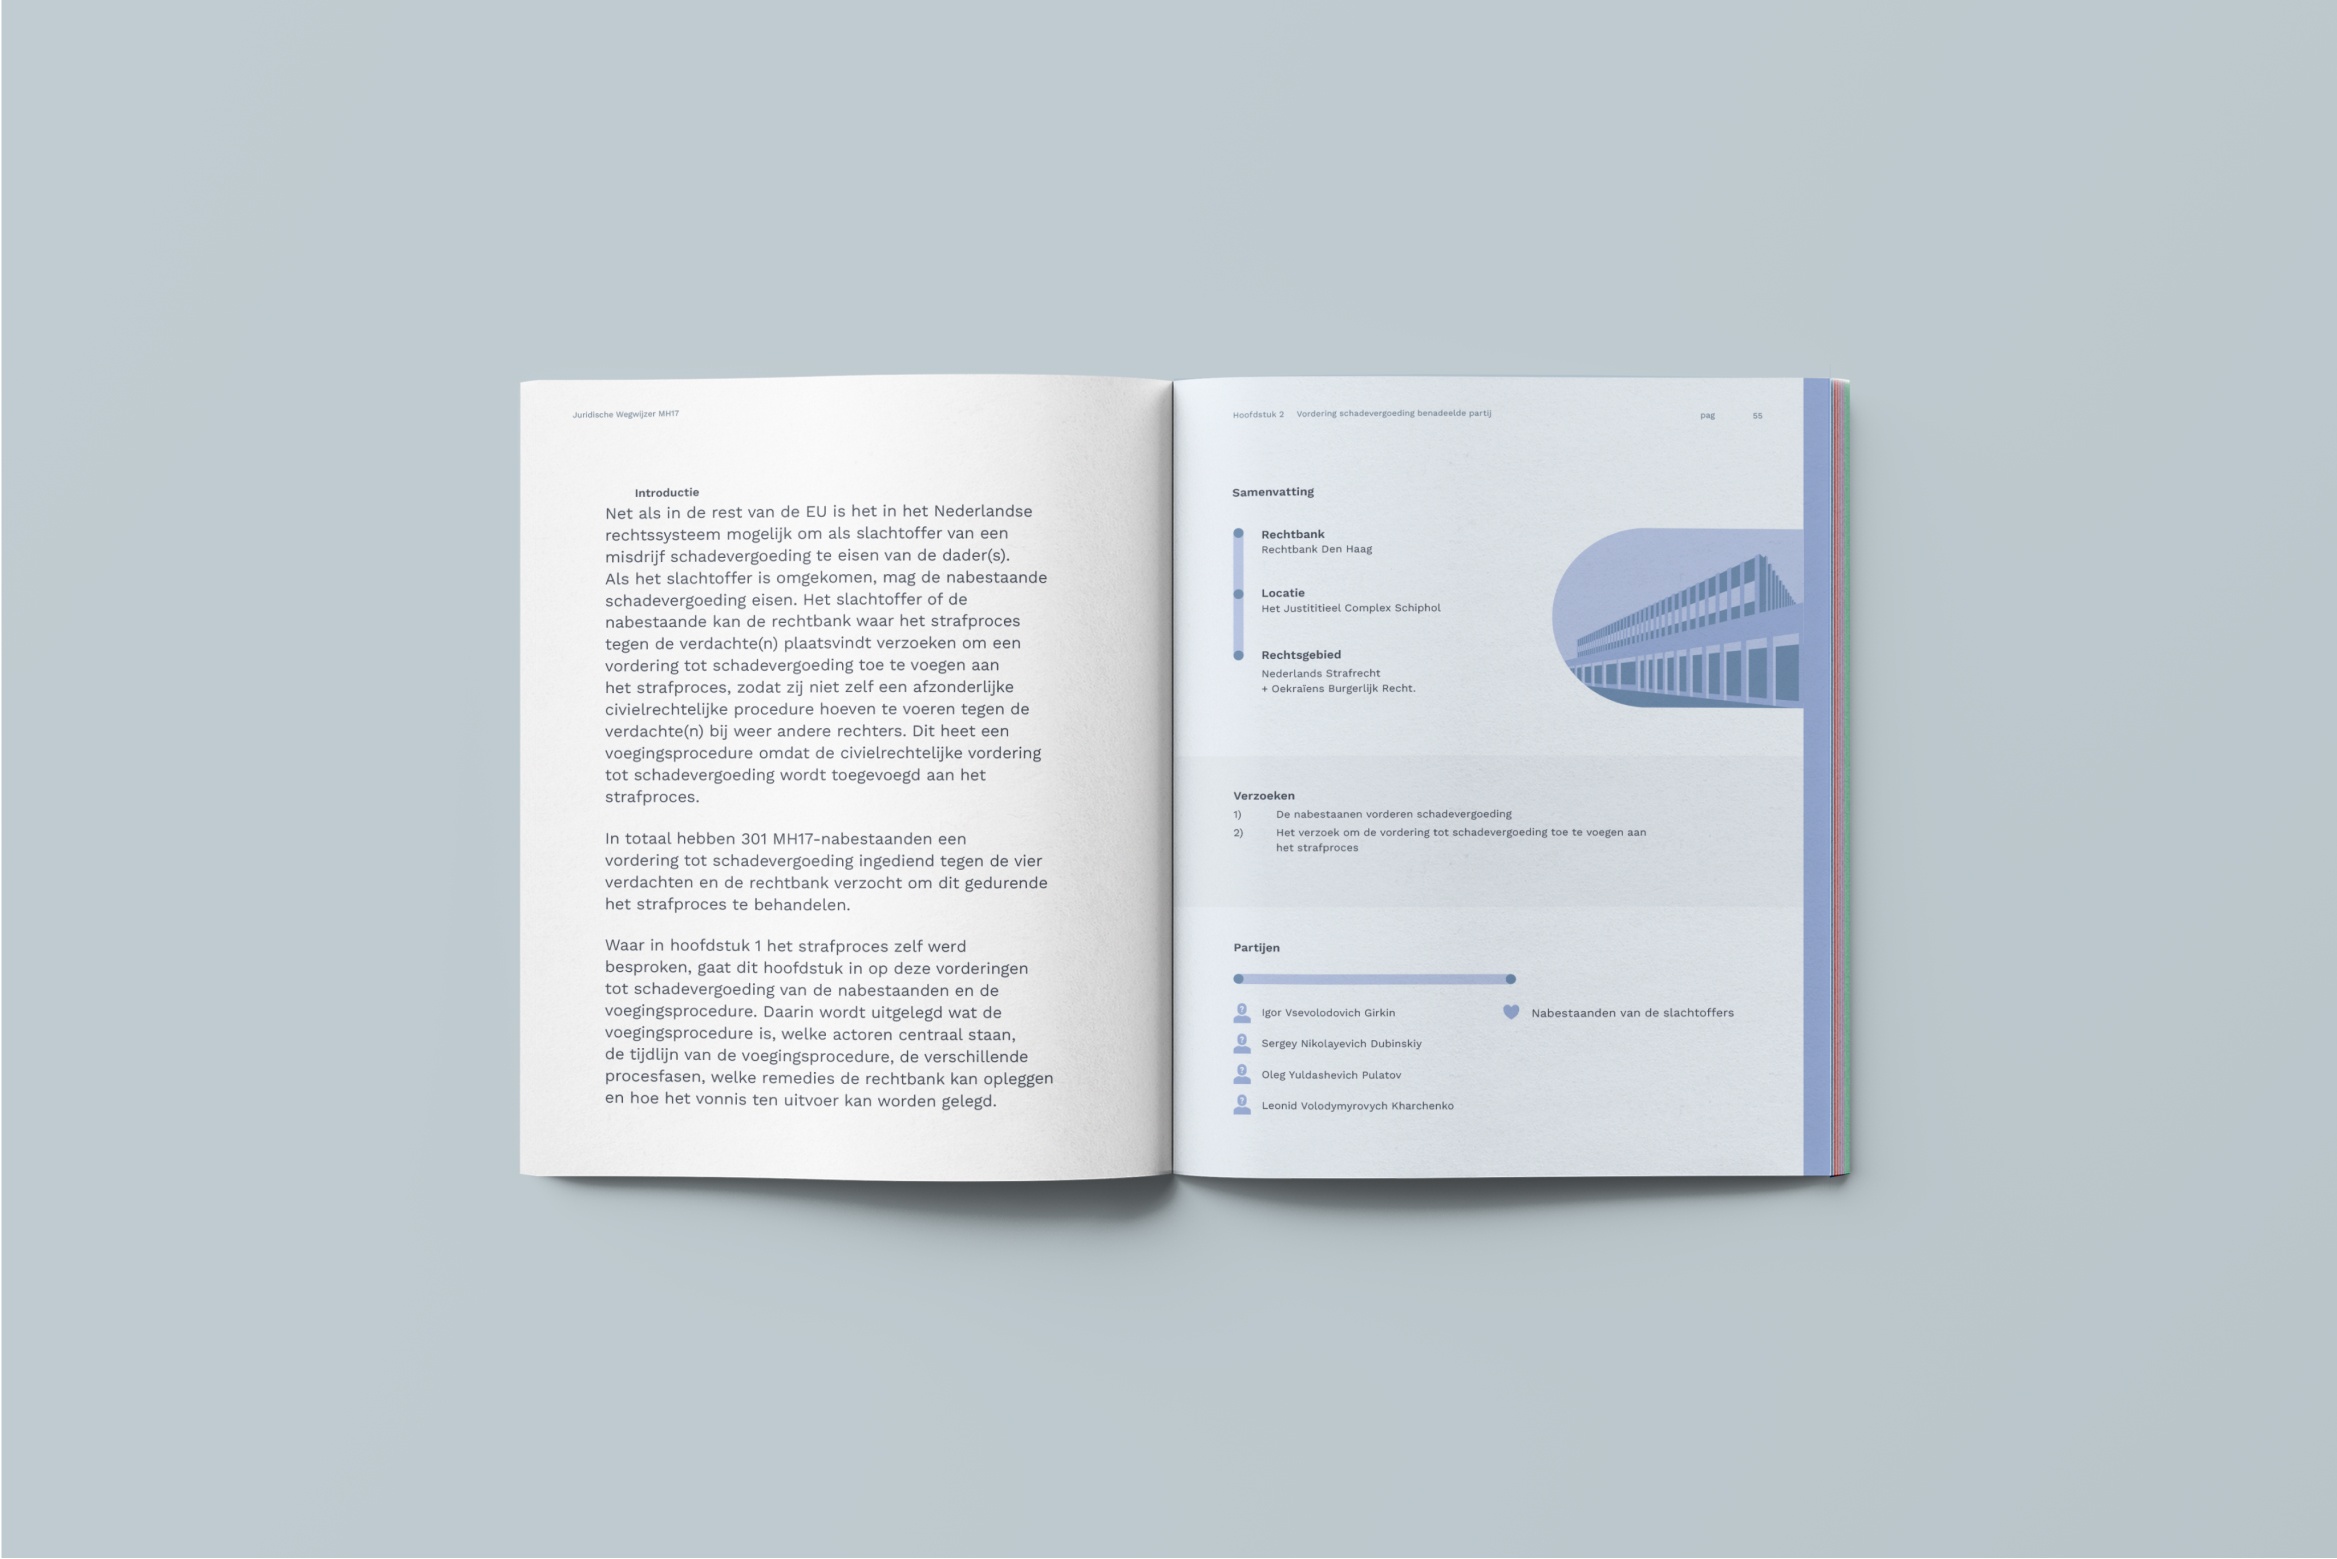 Juridische Wegwijzer MH17
Introductie
Net als in de rest van de EU is het in het Nederlandse
rechtssysteem mogelijk om als slachtoffer van een
misdrijf schadevergoeding te eisen van de dader(s).
Als het slachtoffer is omgekomen, mag de nabestaande
schadevergoeding eisen. Het slachtoffer of de
nabestaande kan de rechtbank waar het strafproces
tegen de verdachte(n) plaatsvindt verzoeken om een
vordering tot schadevergoeding toe te voegen aan
het strafproces, zodat zij niet zelf een afzonderlijke
civielrechtelijke procedure hoeven te voeren tegen de
verdachte(n) bij weer andere rechters. Dit heet een
voegingsprocedure omdat de civielrechtelijke vordering
tot schadevergoeding wordt toegevoegd aan het
strafproces.
In totaal hebben 301 MH17-nabestaanden een
vordering tot schadevergoeding ingediend tegen de vier
verdachten en de rechtbank verzocht om dit gedurende
het strafproces te behandelen.
Waar in hoofdstuk 1 het strafproces zelf werd
besproken, gaat dit hoofdstuk in op deze vorderingen
tot schadevergoeding van de nabestaanden en de
voegingsprocedure. Daarin wordt uitgelegd wat de
voegingsprocedure is, welke actoren centraal staan,
de tijdlijn van de voegingsprocedure, de verschillende
procesfasen, welke remedies de rechtbank kan opleggen
en hoe het vonnis ten uitvoer kan worden gelegd.
Hoofdstuk 2 Vordering schadevergoeding benadeelde partij pag 55
Samenvatting
Rechtbank
Rechtbank Den Haag
Locatie
Het Justititieel Complex Schiphol
Rechtsgebied
Nederlands Strafrecht
+ Oekraïens Burgerlijk Recht.
Verzoeken
1) De nabestaanen vorderen schadevergoeding
2) Het verzoek om de vordering tot schadevergoeding toe te voegen aan
het strafproces
Partijen
Igor Vsevolodovich Girkin
Nabestaanden van de slachtoffers
Sergey Nikolayevich Dubinskiy
Oleg Yuldashevich Pulatov
Leonid Volodymyrovych Kharchenko